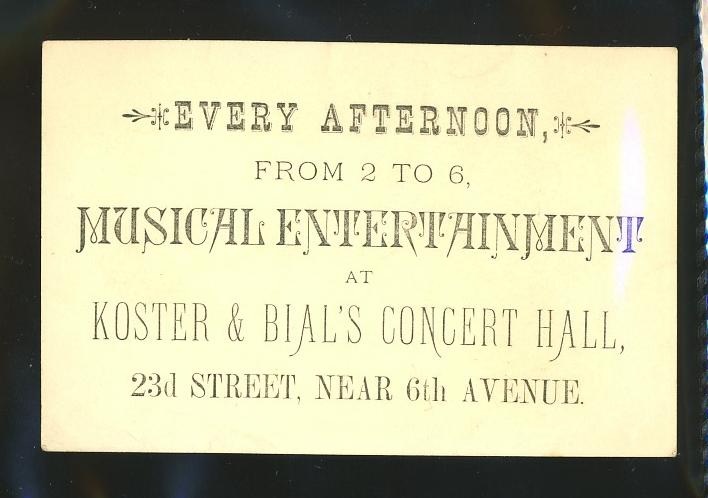 EVERY AFTERNOON,
FROM 2 TO 6,
MUSICAL ENTERTAINMENT
AT
KOSTER & BIAL'S CONCERT HALL,
23d STREET, NEAR 6th AVENUE.